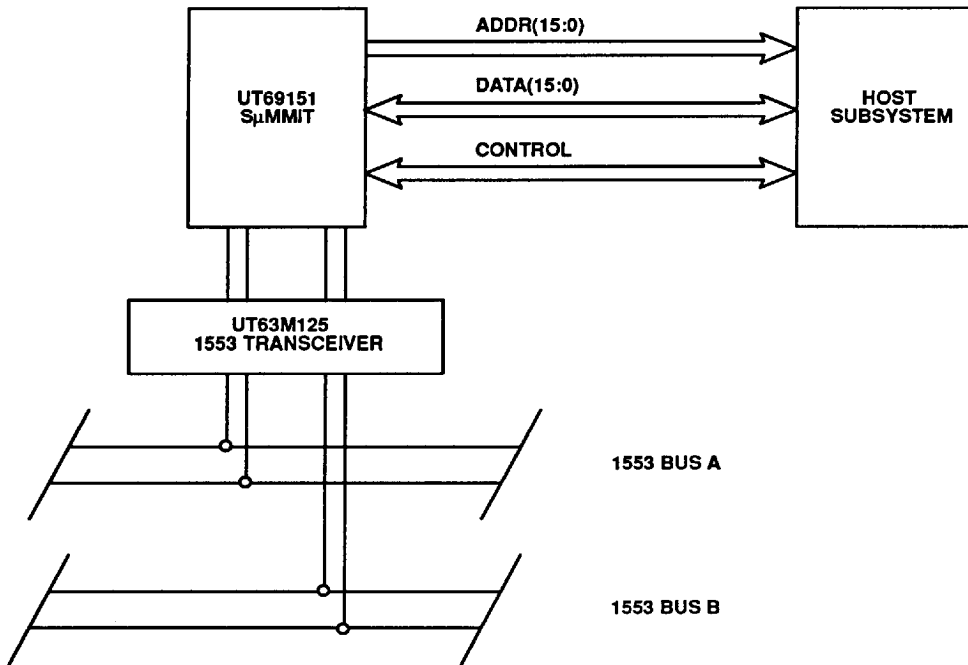 ADDR(15:0)
UT69151
SµMMIT
DATA(15:0)
HOST
SUBSYSTEM
CONTROL
UT63M125
1553 TRANSCEIVER
1553 BUS A
1553 BUS B